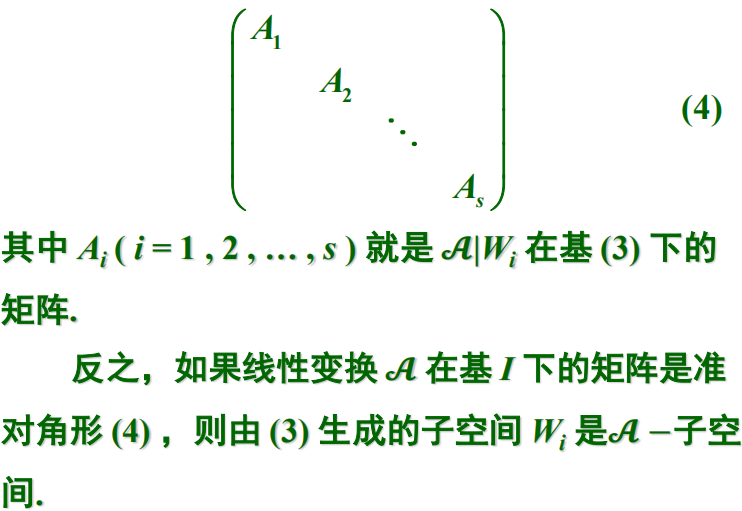 A₁
A₂
⋱
Aₛ
(4)
其中 Aᵢ ( i = 1 , 2 , … , s ) 就是 𝒜|Wᵢ 在基 (3) 下的
矩阵.
反之，如果线性变换 𝒜 在基 I 下的矩阵是准
对角形 (4) ，则由 (3) 生成的子空间 Wᵢ 是𝒜 −子空
间.